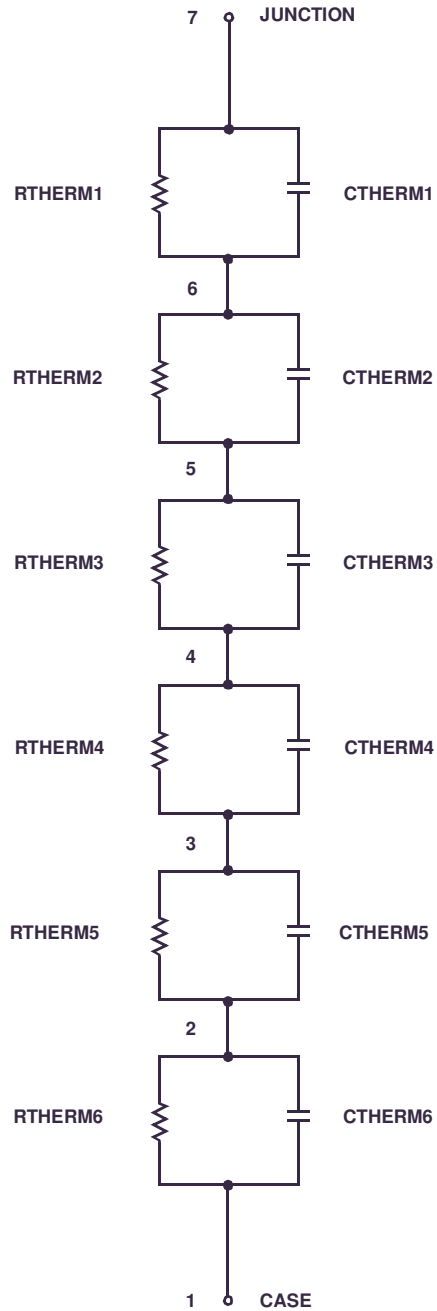 7 JUNCTION
RTHERM1 CTHERM1
6
RTHERM2 CTHERM2
5
RTHERM3 CTHERM3
4
RTHERM4 CTHERM4
3
RTHERM5 CTHERM5
2
RTHERM6 CTHERM6
1 CASE